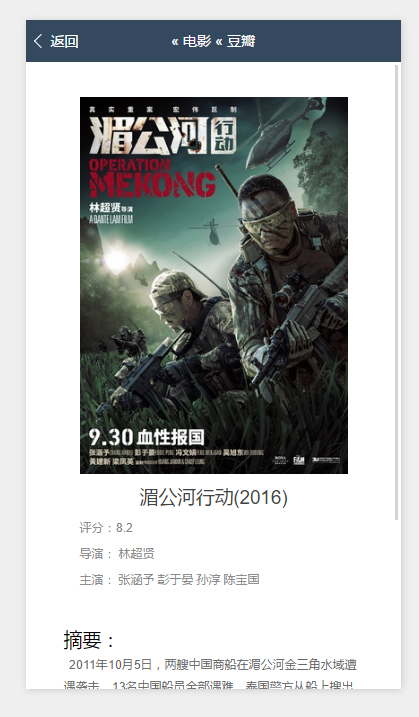 返回
« 电影 « 豆瓣
真实重案 宏伟巨制
湄公河行动
OPERATION
MEKONG
林超贤导演
A DANTE LAM FILM
9.30 血性报国
张涵予 彭于晏 冯文娟 吴旭东
黄建新 梁凤英
湄公河行动(2016)
评分：8.2
导演： 林超贤
主演： 张涵予 彭于晏 孙淳 陈宝国
摘要：
2011年10月5日，两艘中国商船在湄公河金三角水域遭
遇袭击，13名中国船员全部遇难，泰国警方从船上搜出